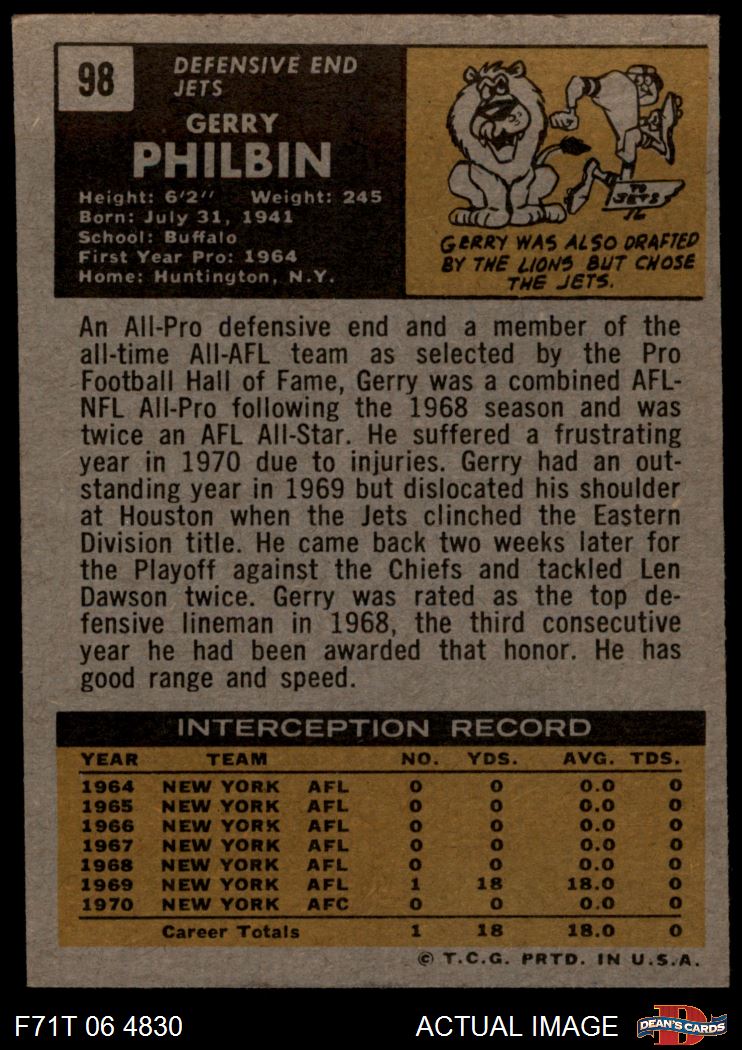 98
DEFENSIVE END
JETS
GERRY
PHILBIN
Height: 6'2" Weight: 245
Born: July 31, 1941
School: Buffalo
First Year Pro: 1964
Home: Huntington, N.Y.
TO
JETS
GERRY WAS ALSO DRAFTED
BY THE LIONS BUT CHOSE
THE JETS.
An All-Pro defensive end and a member of the
all-time All-AFL team as selected by the Pro
Football Hall of Fame, Gerry was a combined AFL-
NFL All-Pro following the 1968 season and was
twice an AFL All-Star. He suffered a frustrating
year in 1970 due to injuries. Gerry had an out-
standing year in 1969 but dislocated his shoulder
at Houston when the Jets clinched the Eastern
Division title. He came back two weeks later for
the Playoff against the Chiefs and tackled Len
Dawson twice. Gerry was rated as the top de-
fensive lineman in 1968, the third consecutive
year he had been awarded that honor. He has
good range and speed.
INTERCEPTION RECORD
YEAR TEAM NO. YDS. AVG. TDS.
1964 NEW YORK AFL 0 0 0.0 0
1965 NEW YORK AFL 0 0 0.0 0
1966 NEW YORK AFL 0 0 0.0 0
1967 NEW YORK AFL 0 0 0.0 0
1968 NEW YORK AFL 0 0 0.0 0
1969 NEW YORK AFL 1 18 18.0 0
1970 NEW YORK AFC 0 0 0.0 0
Career Totals 1 18 18.0 0
© T.C.G. PRTD. IN U.S.A.
F71T 06 4830 ACTUAL IMAGE
D
DEAN'S CARDS